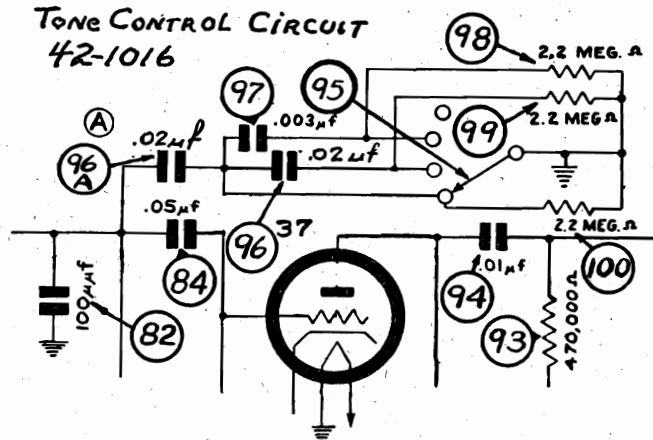 TONE CONTROL CIRCUIT
42-1016
98
2.2 MEG. Ω
95
97
.003μf
99
2.2 MEG Ω
A
.02μf
96
A
.02μf
.05μf
96
37
84
2.2 MEG. Ω
100
94
.01μf
100μμf
82
93
470,000Ω